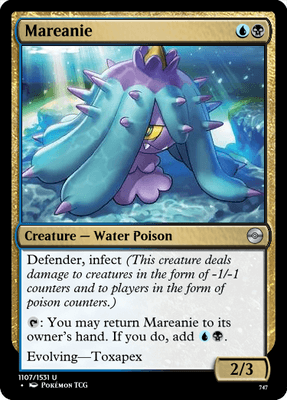 Mareanie
Creature — Water Poison
Defender, infect (This creature deals
damage to creatures in the form of -1/-1
counters and to players in the form of
poison counters.)
: You may return Mareanie to its
owner's hand. If you do, add .
Evolving—Toxapex
2/3
1107/1531 U
• Pokémon TCG
747